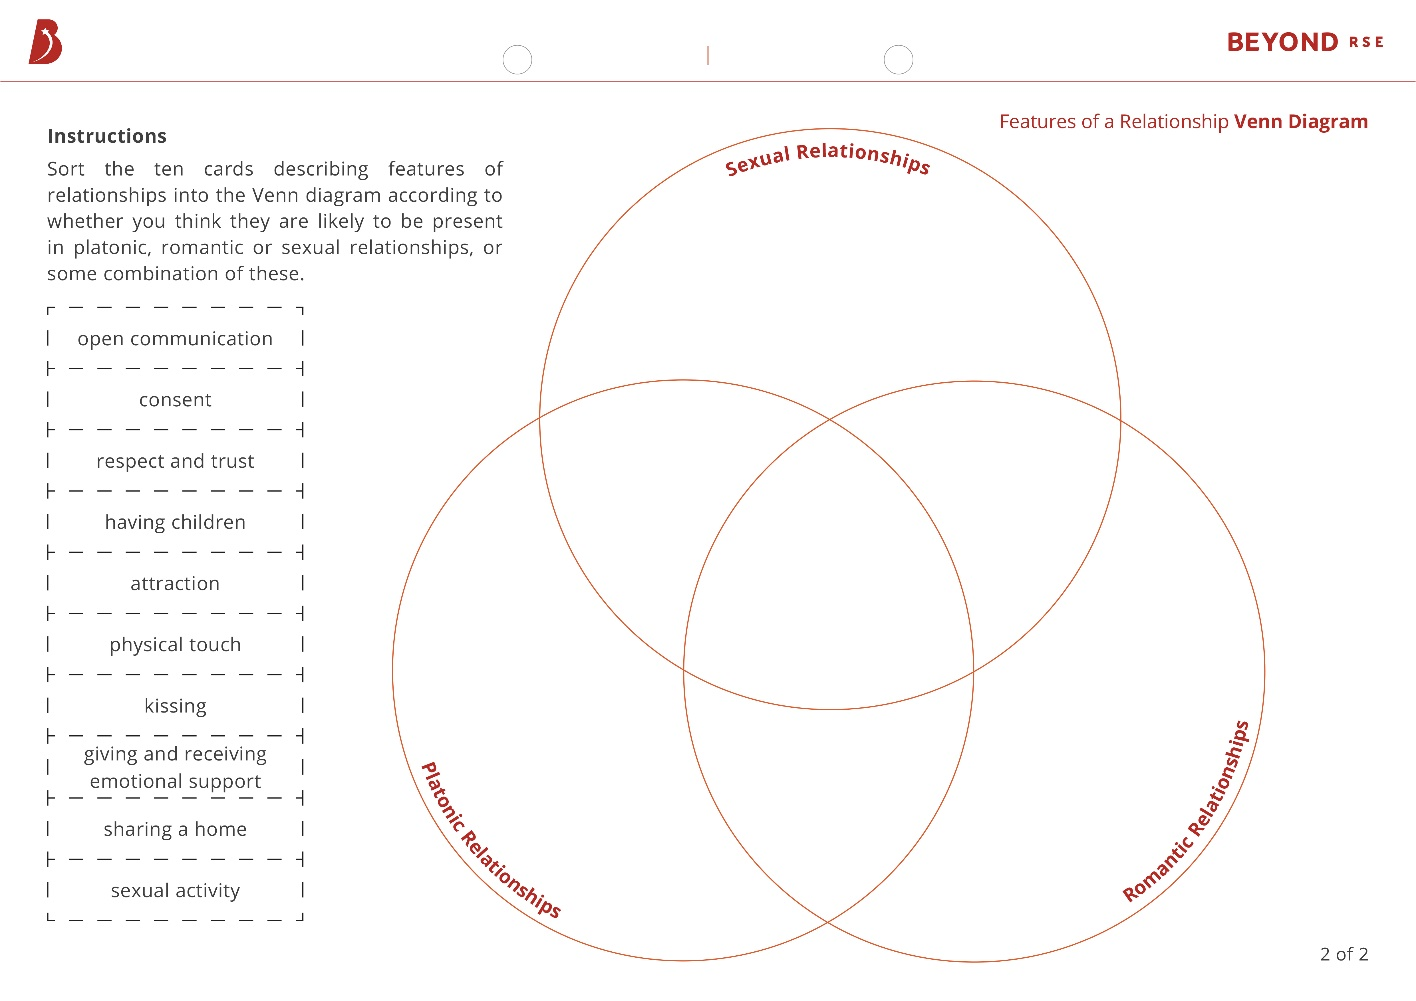 BEYOND RSE
Features of a Relationship Venn Diagram
Instructions
Sort the ten cards describing features of
relationships into the Venn diagram according to
whether you think they are likely to be present
in platonic, romantic or sexual relationships, or
some combination of these.
open communication
consent
respect and trust
having children
attraction
physical touch
kissing
giving and receiving
emotional support
sharing a home
sexual activity
Sexual Relationships
Platonic Relationships
Romantic Relationships
2 of 2